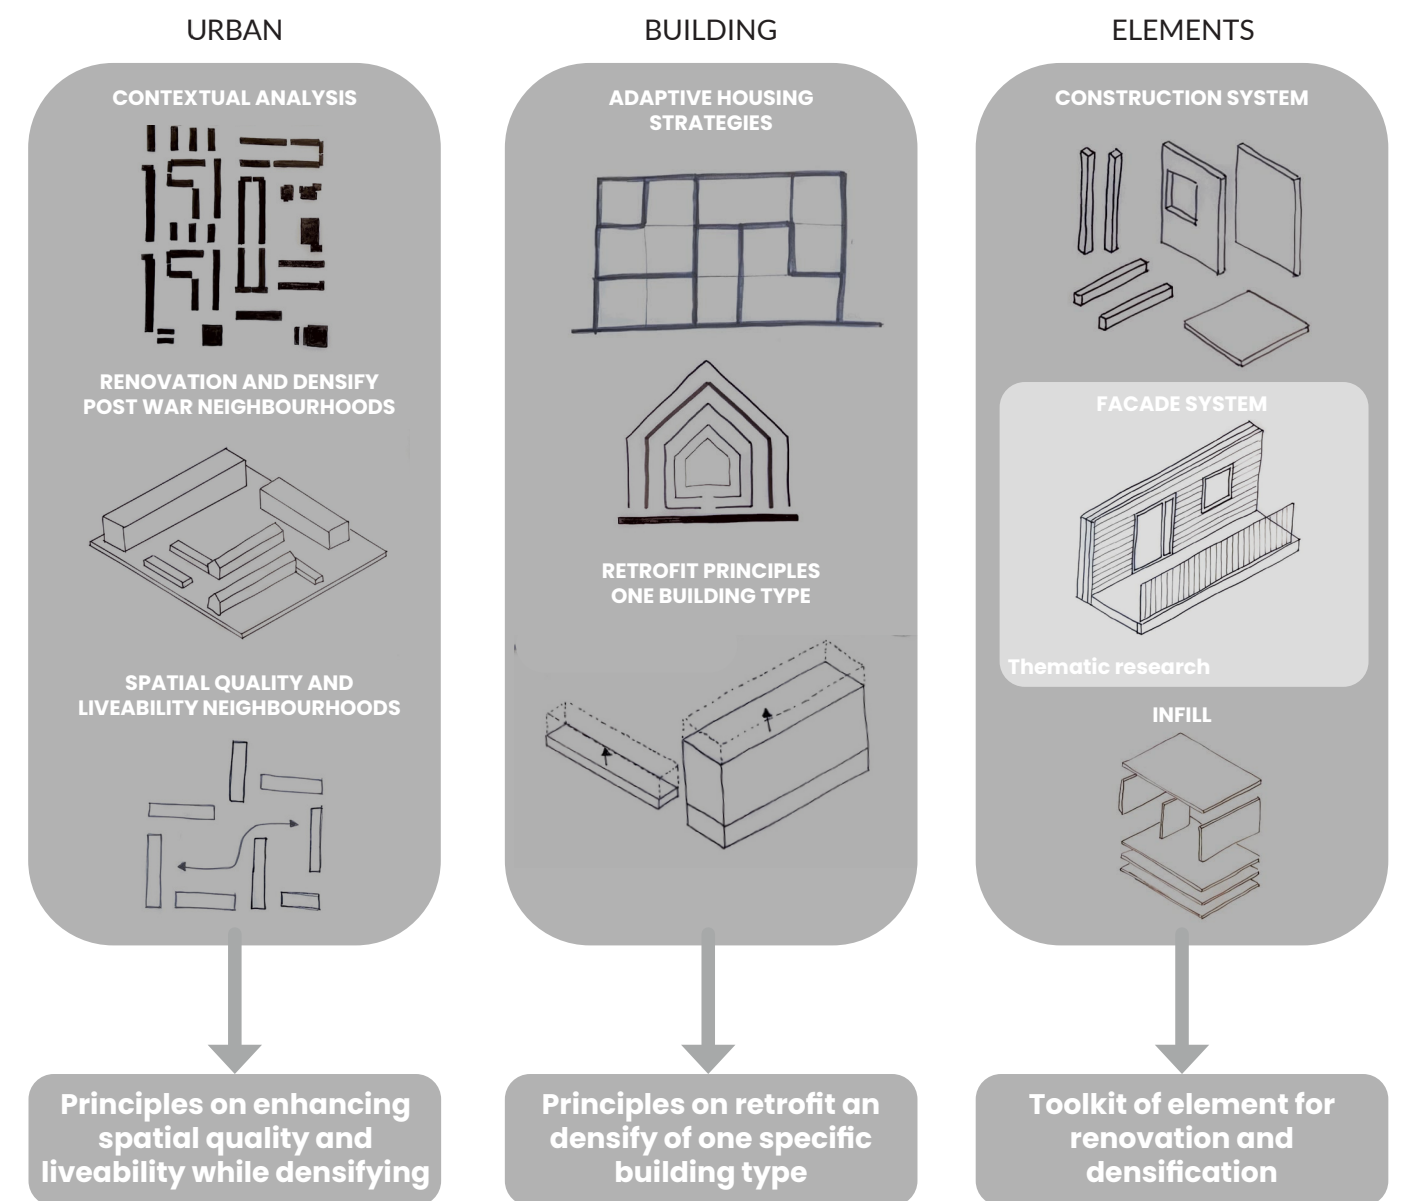 URBAN
CONTEXTUAL ANALYSIS
RENOVATION AND DENSIFY
POST WAR NEIGHBOURHOODS
SPATIAL QUALITY AND
LIVEABILITY NEIGHBOURHOODS
Principles on enhancing
spatial quality and
liveability while densifying
BUILDING
ADAPTIVE HOUSING
STRATEGIES
RETROFIT PRINCIPLES
ONE BUILDING TYPE
Principles on retrofit an
densify of one specific
building type
ELEMENTS
CONSTRUCTION SYSTEM
FACADE SYSTEM
Thematic research
INFILL
Toolkit of element for
renovation and
densification